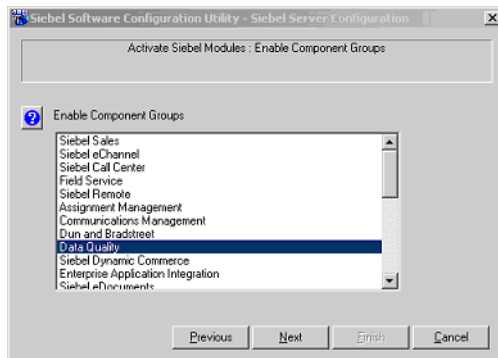 Siebel Software Configuration Utility - Siebel Server Configuration
Activate Siebel Modules : Enable Component Groups
Enable Component Groups
Siebel Sales
Siebel eChannel
Siebel Call Center
Field Service
Siebel Remote
Assignment Management
Communications Management
Dun and Bradstreet
Data Quality
Siebel Dynamic Commerce
Enterprise Application Integration
Siebel eDocuments
Previous Next Finish Cancel